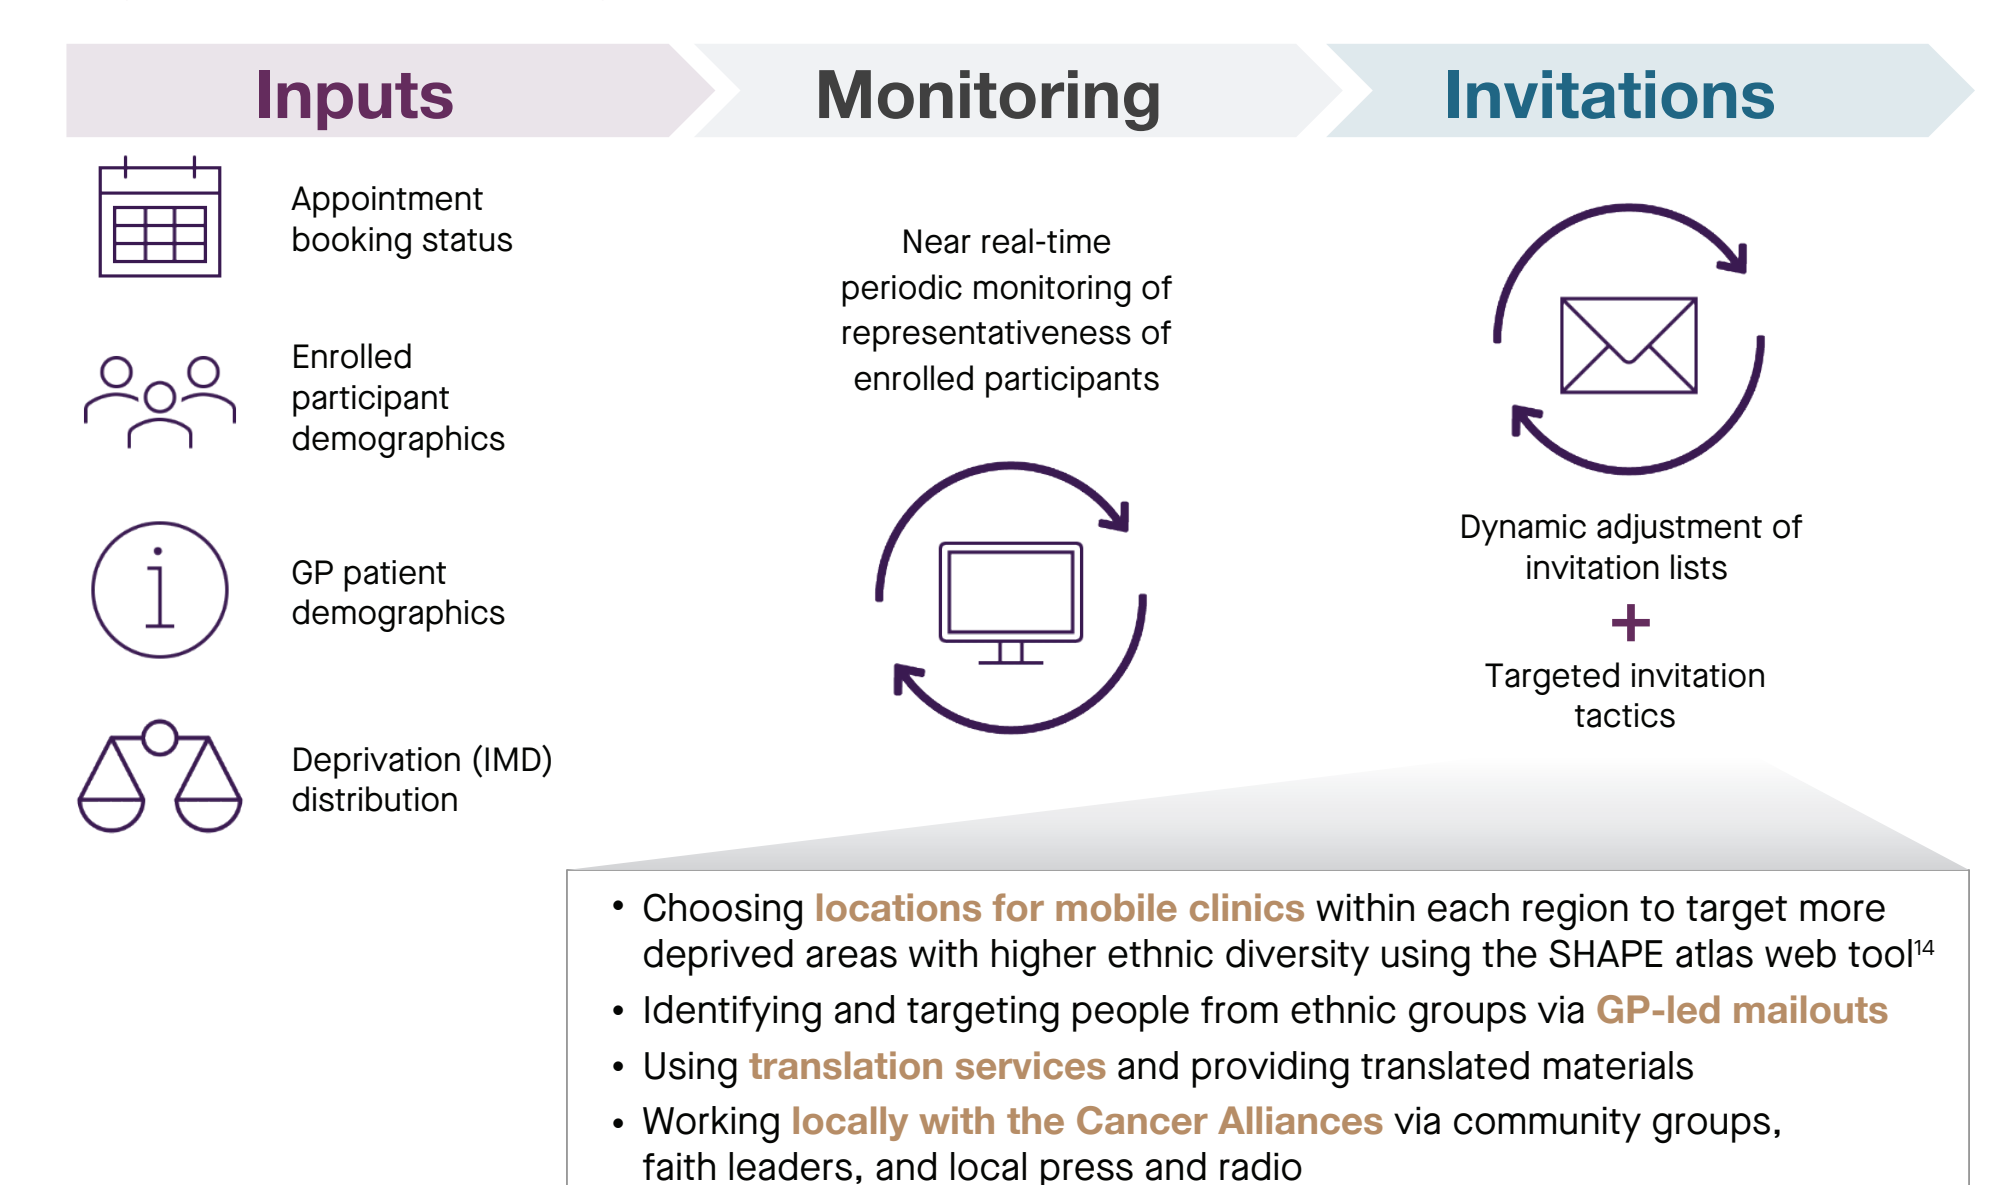 Inputs
Monitoring
Invitations
Appointment
booking status
Enrolled
participant
demographics
GP patient
demographics
Deprivation (IMD)
distribution
Near real-time
periodic monitoring of
representativeness of
enrolled participants
Dynamic adjustment of
invitation lists
+
Targeted invitation
tactics
• Choosing locations for mobile clinics within each region to target more
deprived areas with higher ethnic diversity using the SHAPE atlas web tool¹⁴
• Identifying and targeting people from ethnic groups via GP-led mailouts
• Using translation services and providing translated materials
• Working locally with the Cancer Alliances via community groups,
faith leaders, and local press and radio